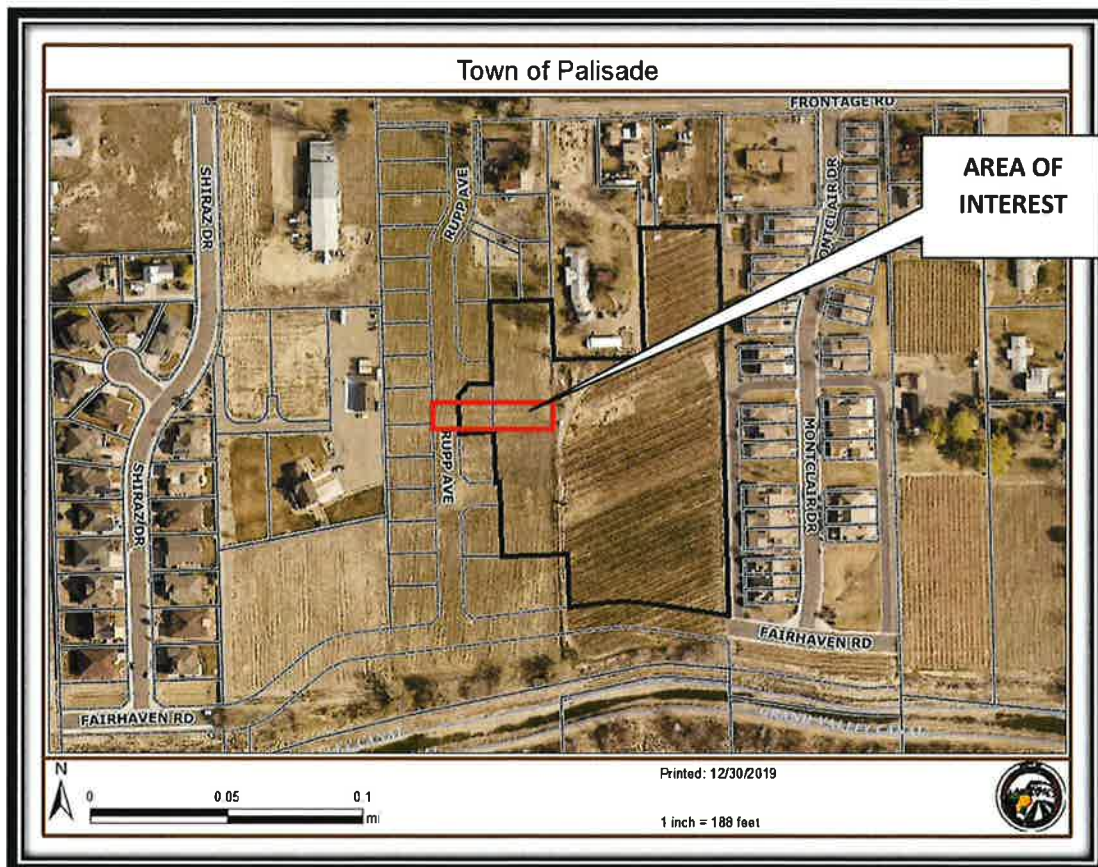 Town of Palisade
FRONTAGE RD
AREA OF
INTEREST
SHIRAZ DR
RUPP AVE
MONTCLAIR DR
RUPP AVE
SHIRAZ DR
MONTCLAIR DR
FAIRHAVEN RD
FAIRHAVEN RD
N
0 0.05 0.1
mi
Printed: 12/30/2019
1 inch = 188 feet